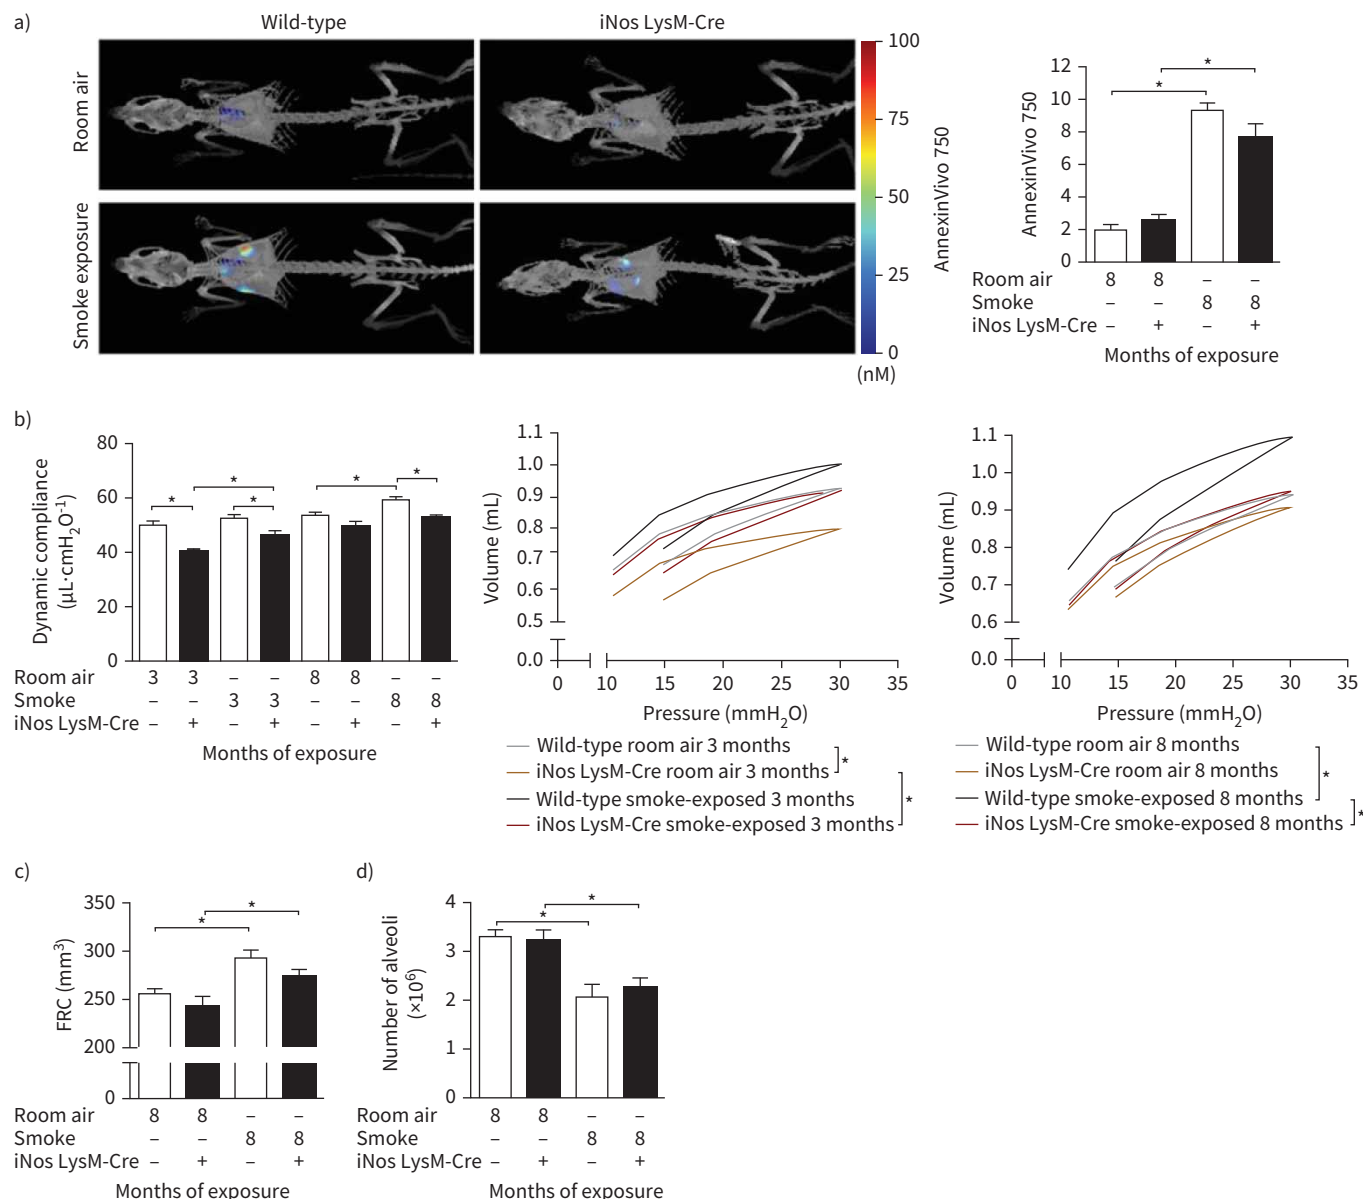 a)
Wild-type
iNos LysM-Cre
Room air
Smoke exposure
100
75
50
25
0
(nM)
AnnexinVivo 750
AnnexinVivo 750
12
10
8
6
4
2
0
* *
Room air 8 8 – –
Smoke – – 8 8
iNos LysM-Cre – + – +
Months of exposure
b)
Dynamic compliance
(µL·cmH₂O⁻¹)
80
60
40
20
0
* * * * * 
Room air 3 3 – – 8 8 – –
Smoke – – 3 3 – – 8 8
iNos LysM-Cre – + – + – + – +
Months of exposure
Volume (mL)
1.1
1.0
0.9
0.8
0.7
0.6
0.5
0.0
0 10 15 20 25 30 35
Pressure (mmH₂O)
Wild-type room air 3 months
iNos LysM-Cre room air 3 months *
Wild-type smoke-exposed 3 months *
iNos LysM-Cre smoke-exposed 3 months
Volume (mL)
1.1
1.0
0.9
0.8
0.7
0.6
0.0
0 10 15 20 25 30 35
Pressure (mmH₂O)
Wild-type room air 8 months
iNos LysM-Cre room air 8 months *
Wild-type smoke-exposed 8 months
iNos LysM-Cre smoke-exposed 8 months *
c)
FRC (mm³)
350
300
250
200
0
* *
Room air 8 8 – –
Smoke – – 8 8
iNos LysM-Cre – + – +
Months of exposure
d)
Number of alveoli
(×10⁶)
4
3
2
1
0
* *
Room air 8 8 – –
Smoke – – 8 8
iNos LysM-Cre – + – +
Months of exposure